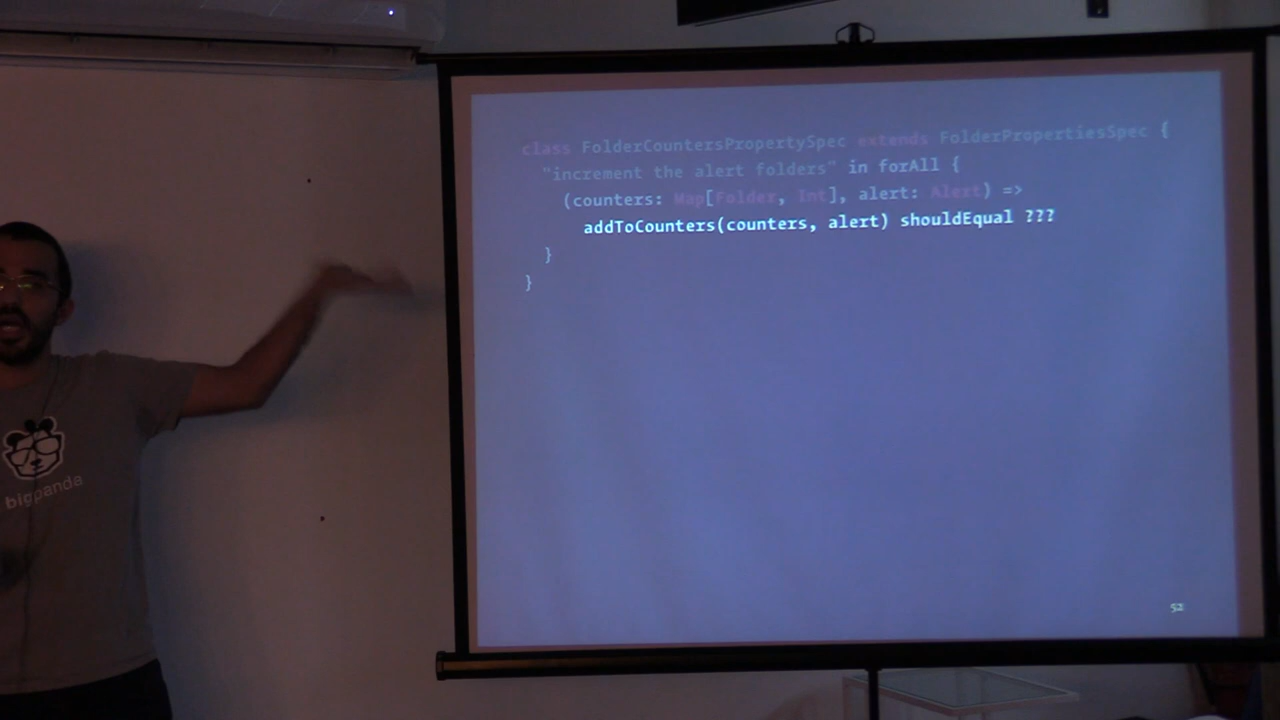 class FolderCountersPropertySpec extends FolderPropertiesSpec {
"increment the alert folders" in forAll {
(counters: Map[Folder, Int], alert: Alert) =>
addToCounters(counters, alert) shouldEqual ???
}
}
52
bigpanda